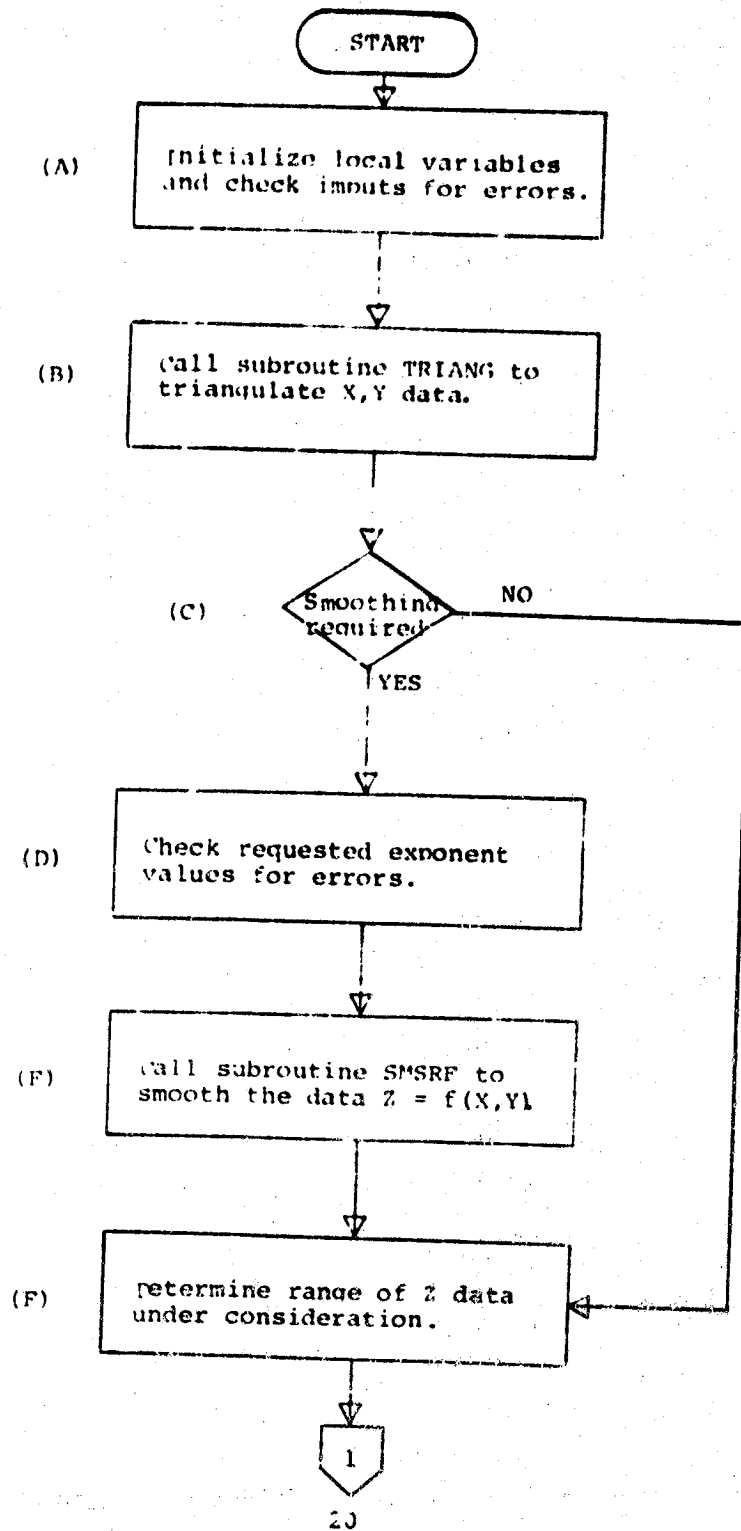 START
(A)
Initialize local variables
and check inputs for errors.
(B)
Call subroutine TRIANG to
triangulate X,Y data.
(C)
Smoothing
required
NO
YES
(D)
Check requested exponent
values for errors.
(E)
Call subroutine SMSRF to
smooth the data Z = f(X,Y)
(F)
Determine range of Z data
under consideration.
1
20